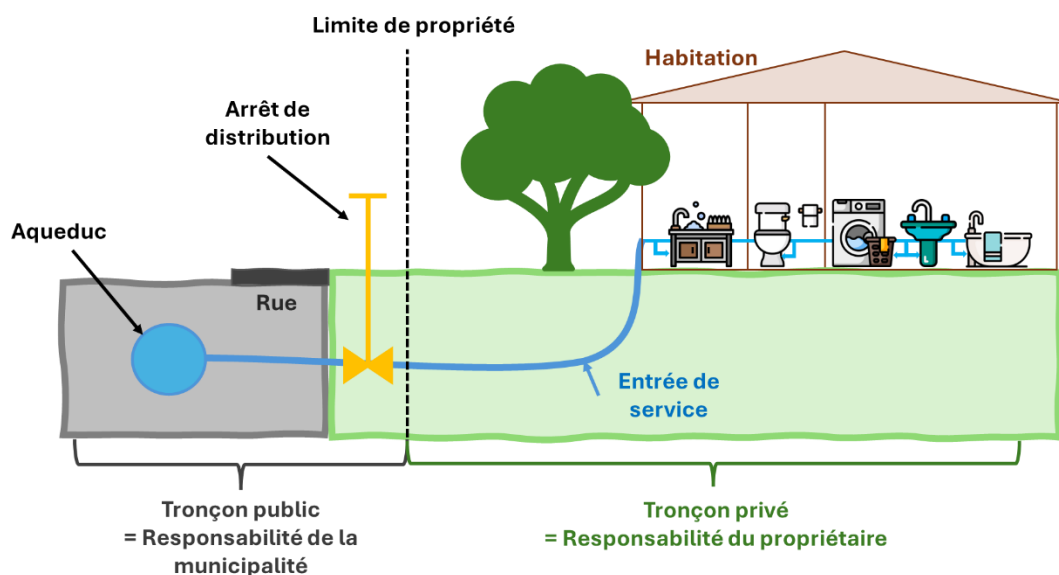 Limite de propriété
Habitation
Arrêt de
distribution
Aqueduc
Rue
Entrée de
service
Tronçon public
= Responsabilité de la
municipalité
Tronçon privé
= Responsabilité du propriétaire